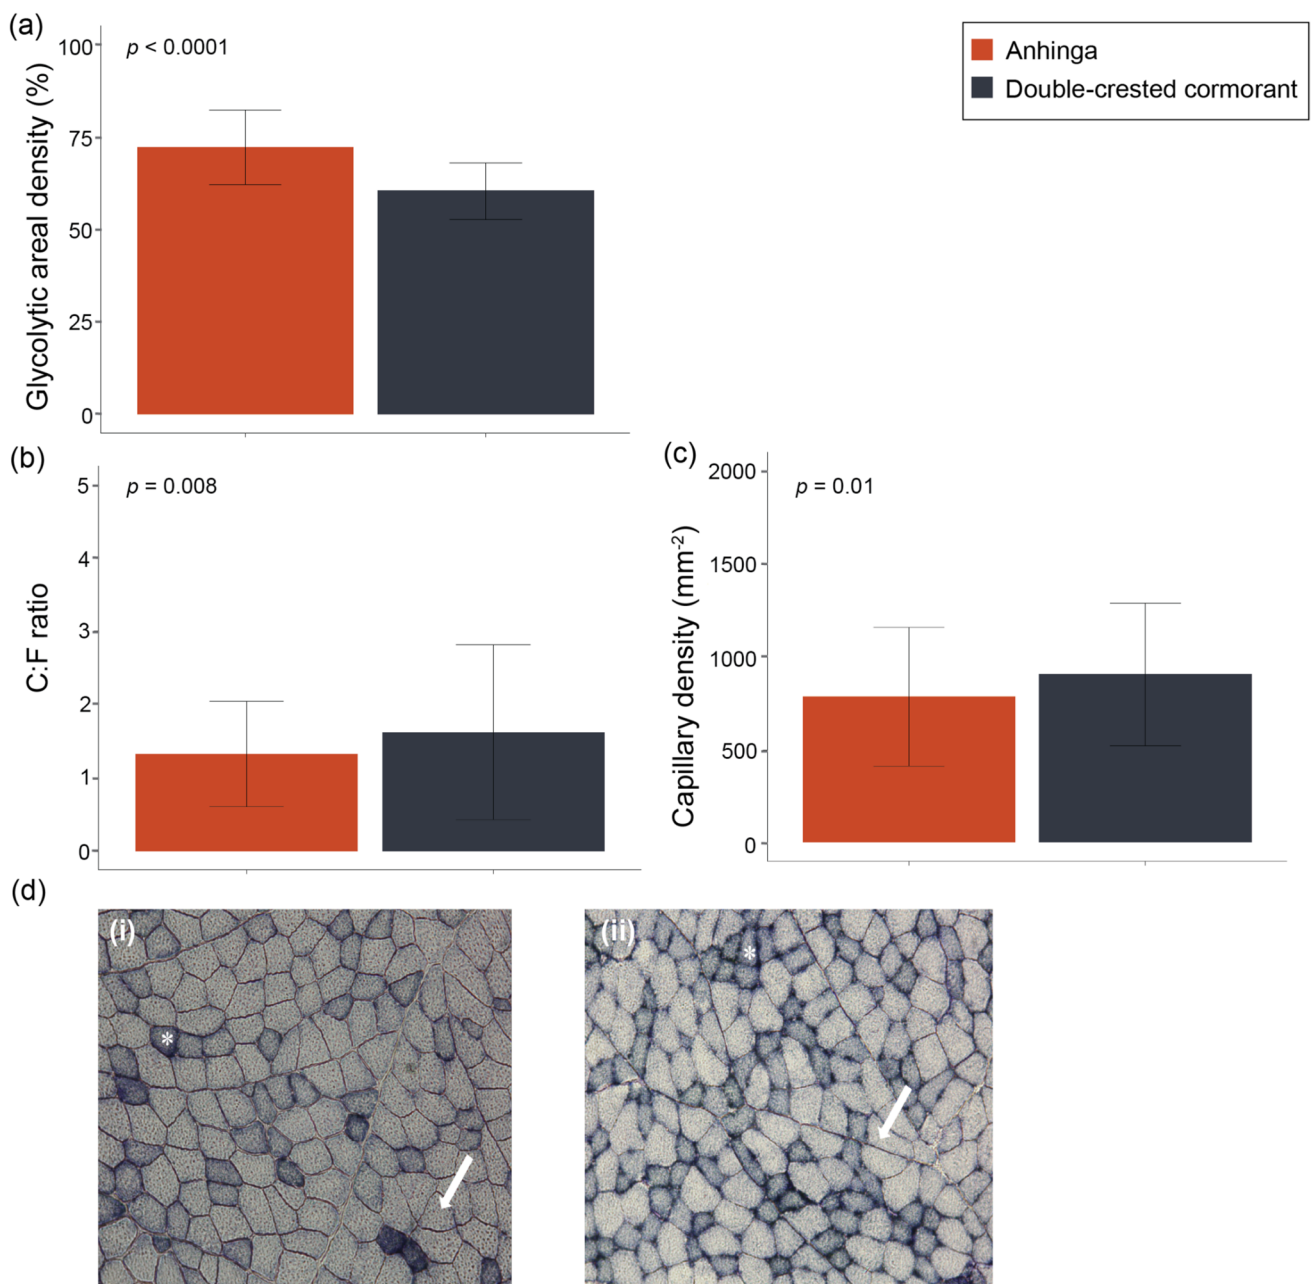 (a)
p < 0.0001
Glycolytic areal density (%)
100
75
50
25
0
Anhinga
Double-crested cormorant
(b)
p = 0.008
C:F ratio
5
4
3
2
1
0
(c)
p = 0.01
Capillary density (mm-2)
2000
1500
1000
500
0
(d)
(i)
*
(ii)
*